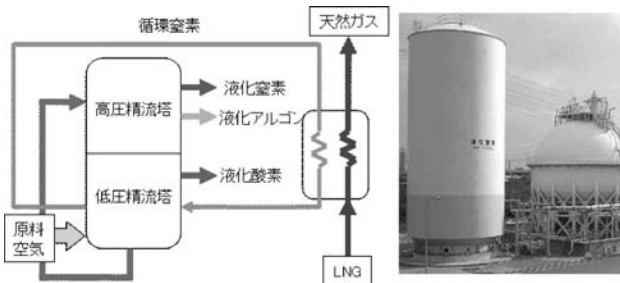 循環窒素
天然ガス
高圧精流塔
液化窒素
液化アルゴン
低圧精流塔
液化酸素
原料
空気
LNG